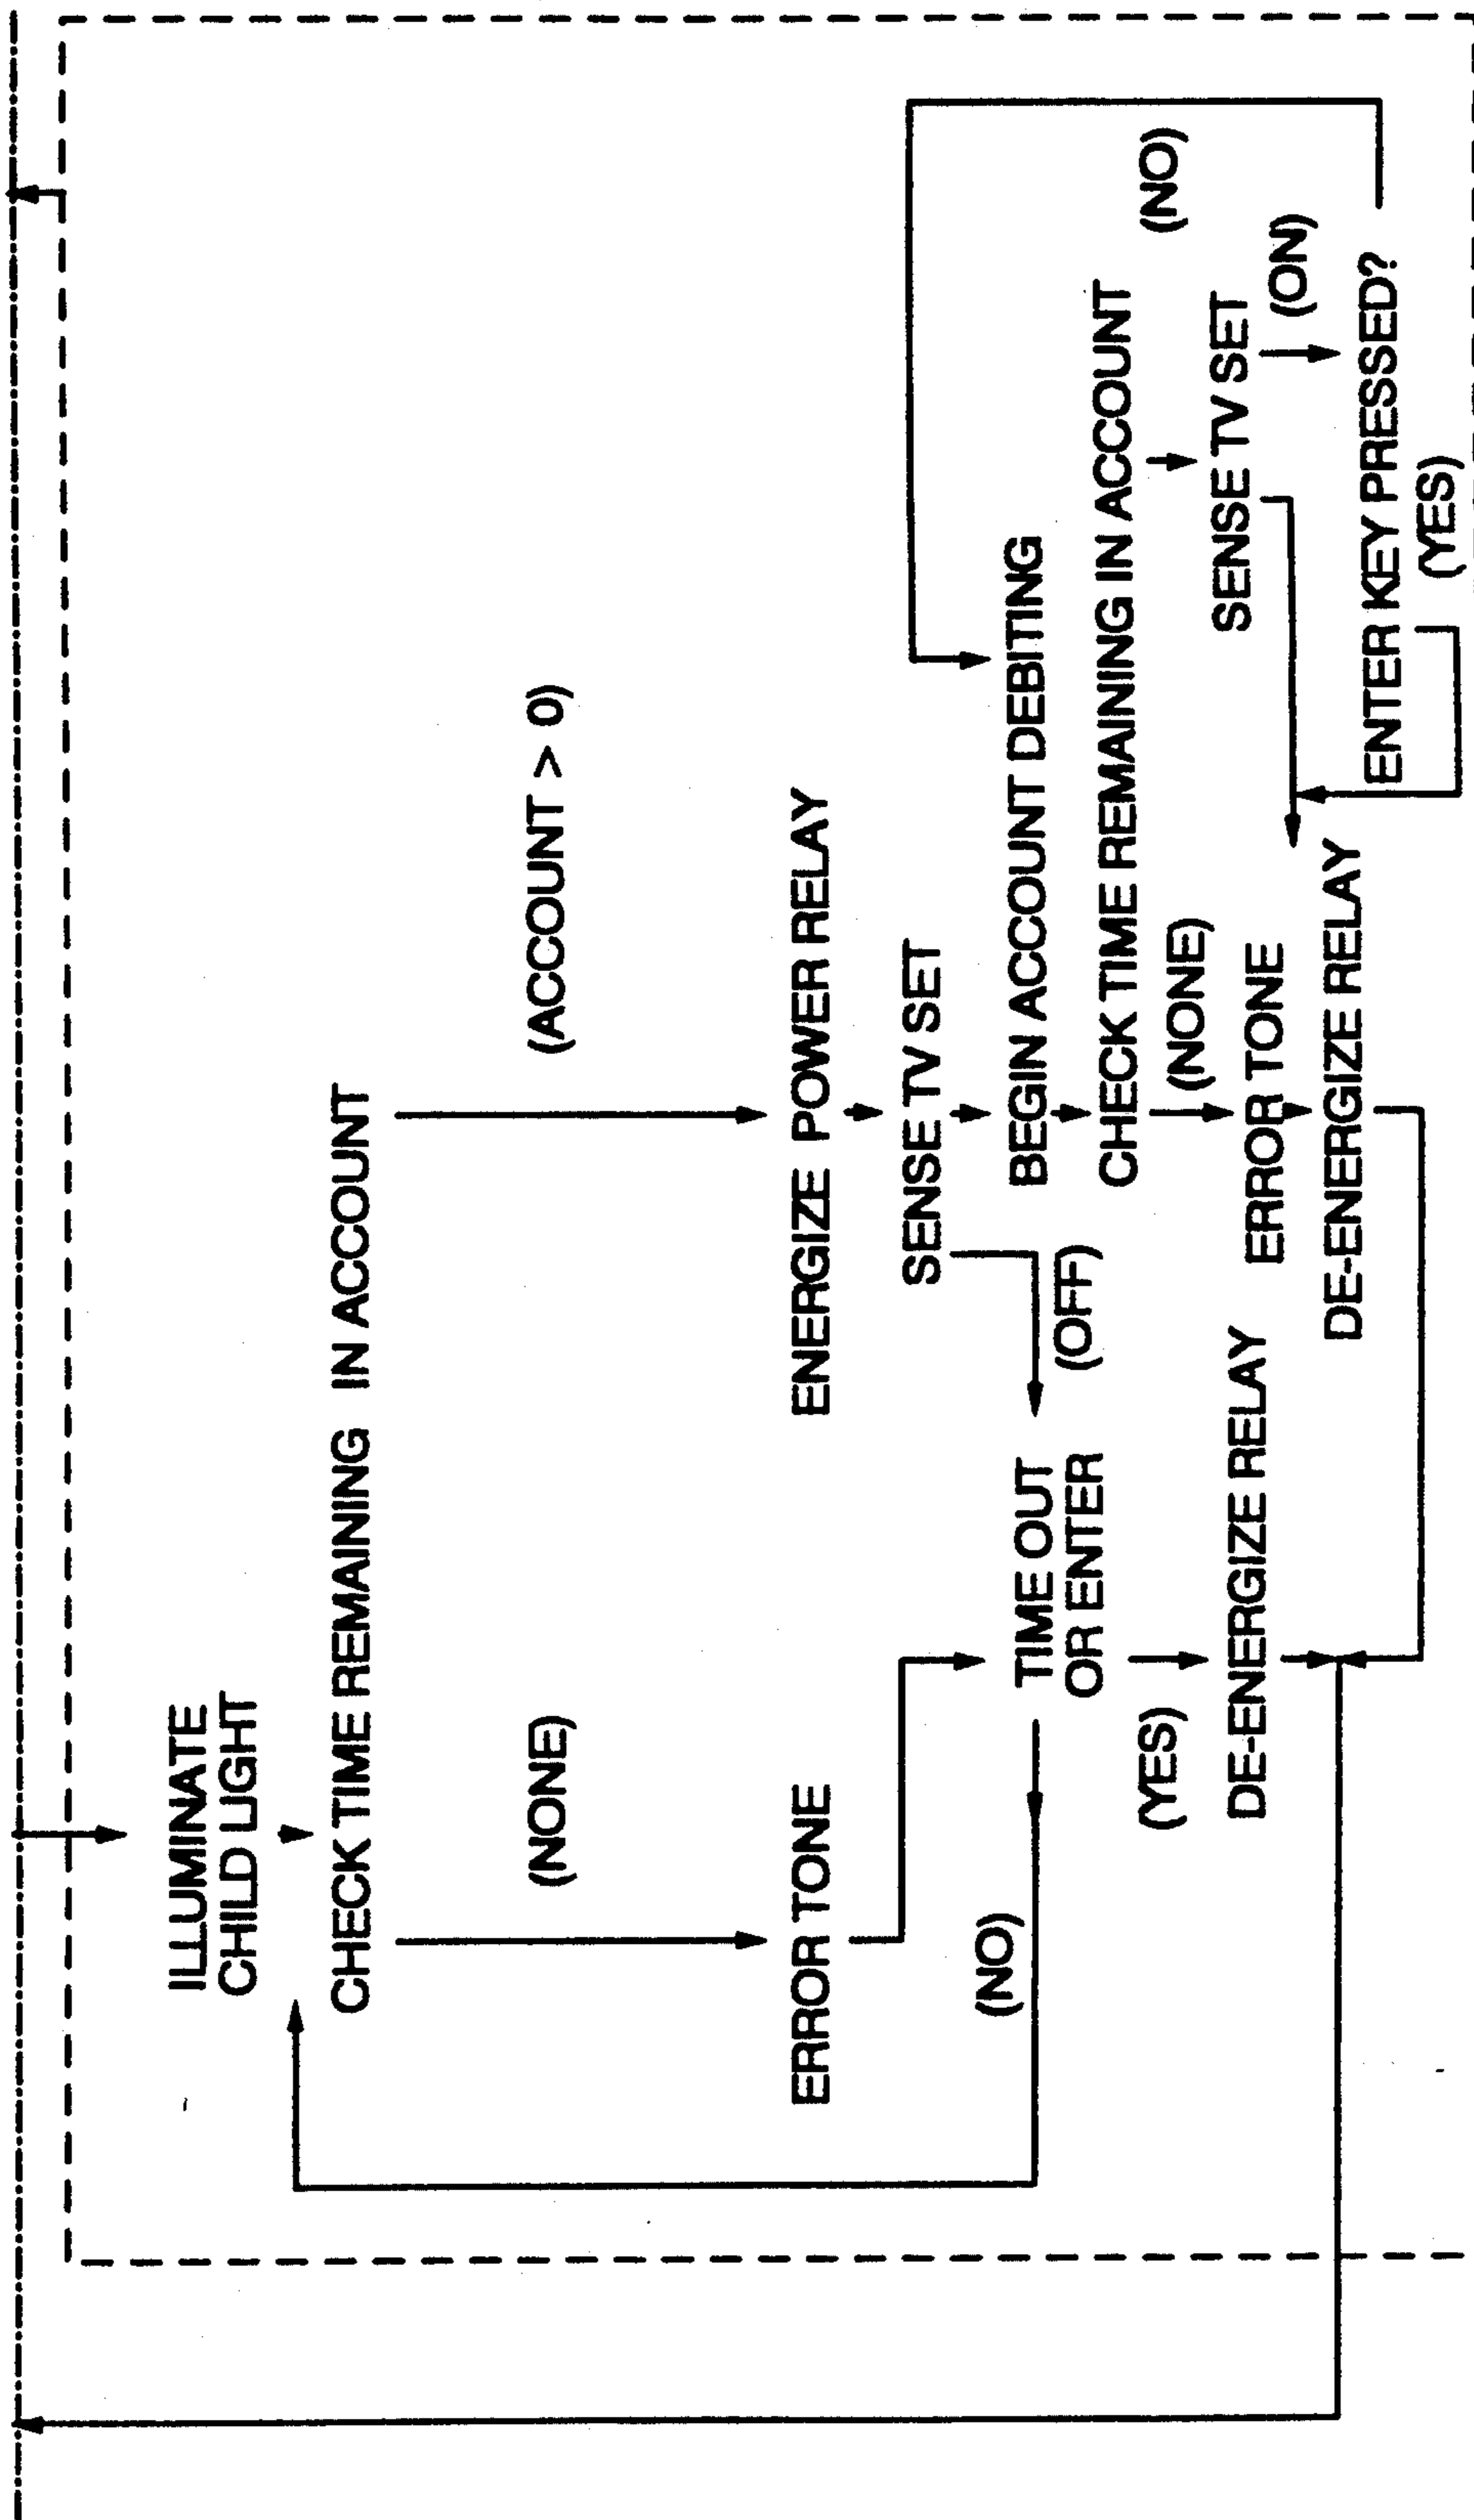 ILLUMINATE
CHILD LIGHT
CHECK TIME REMAINING IN ACCOUNT
(NONE)
(ACCOUNT > 0)
ERROR TONE
ENERGIZE POWER RELAY
SENSE TV SET
(NO)
TIME OUT
OR ENTER
(OFF)
BEGIN ACCOUNT DEBITING
CHECK TIME REMAINING IN ACCOUNT
(YES)
(NONE)
(NO)
DE-ENERGIZE RELAY
ERROR TONE
SENSE TV SET
(ON)
DE-ENERGIZE RELAY
ENTER KEY PRESSED?
(YES)